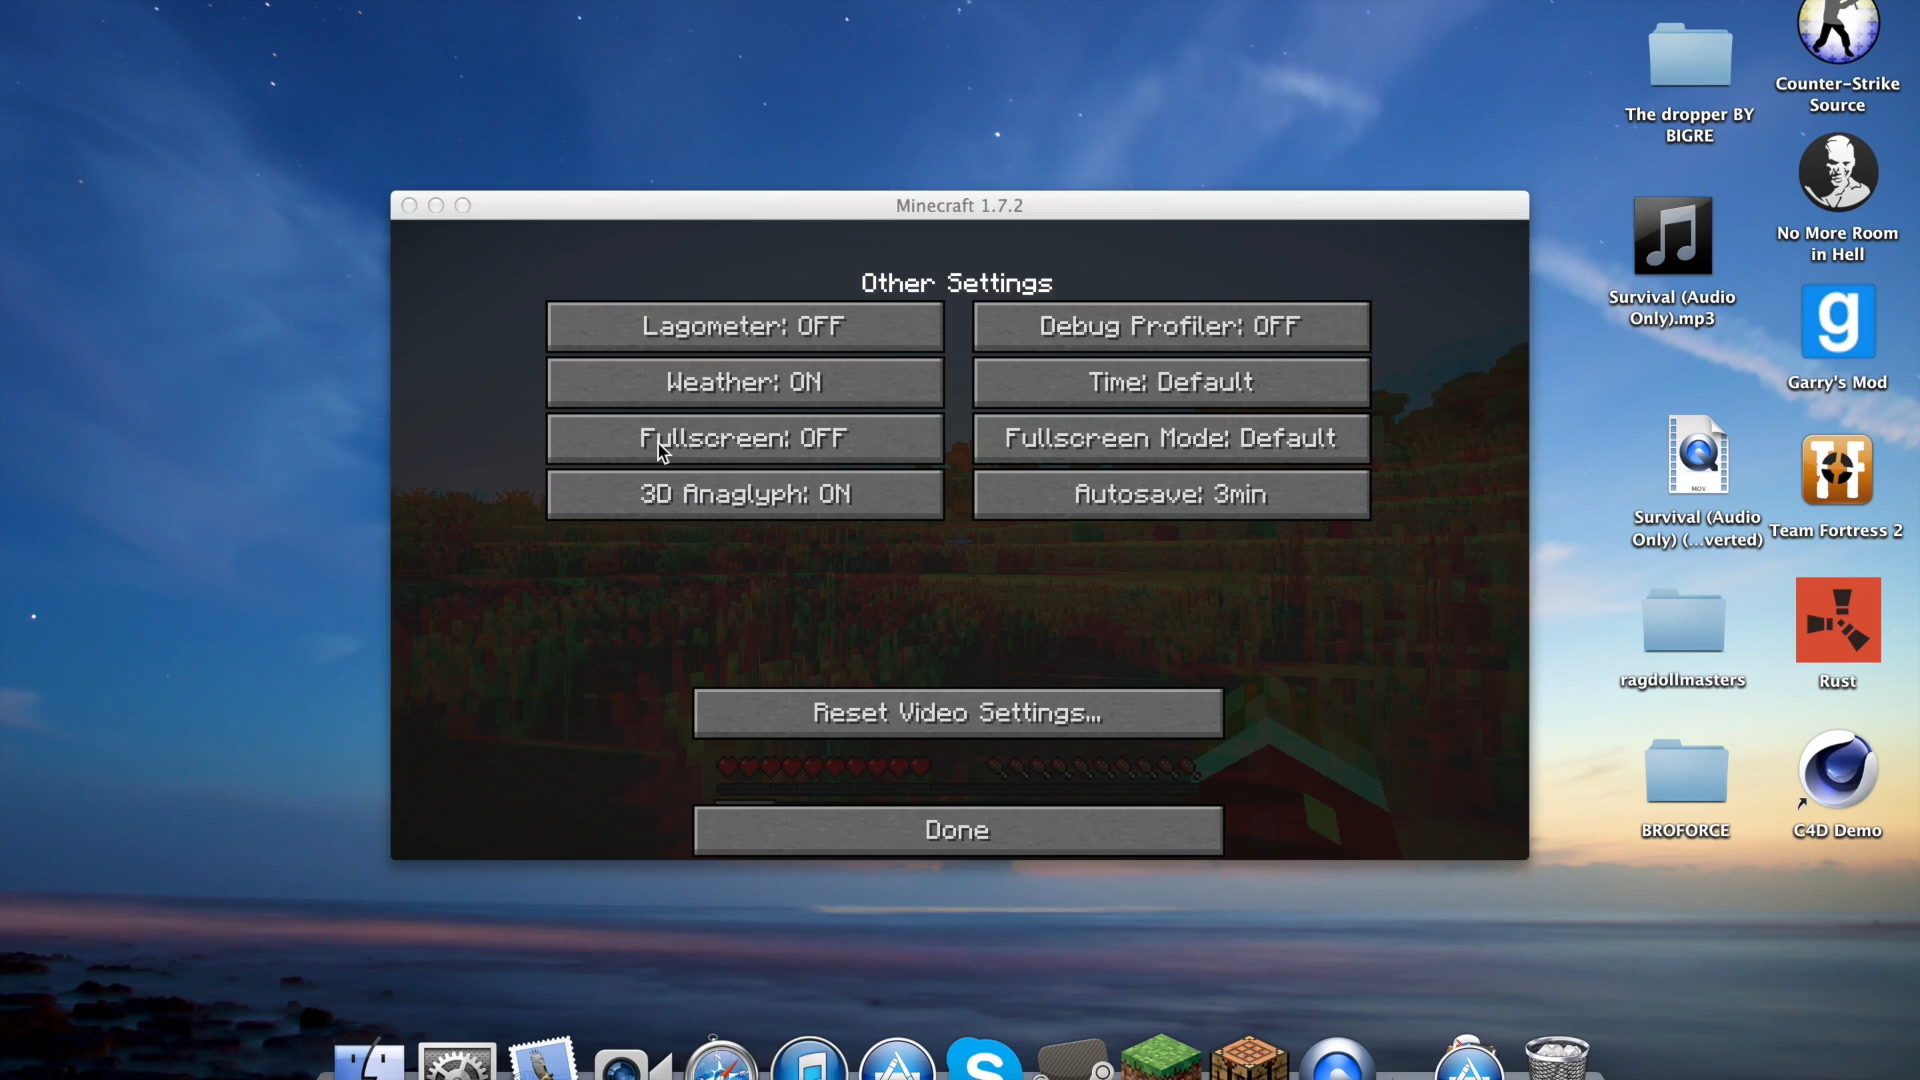 Minecraft 1.7.2
Other Settings
Lagometer: OFF
Debug Profiler: OFF
Weather: ON
Time: Default
Fullscreen: OFF
Fullscreen Mode: Default
3D Anaglyph: ON
Autosave: 3min
Reset Video Settings...
Done
The dropper BY
BIGRE
Counter-Strike
Source
No More Room
in Hell
Survival (Audio
Only).mp3
g
Garry's Mod
MOV
Survival (Audio
Only) (...verted)
Team Fortress 2
ragdollmasters
Rust
BROFORCE
C4D Demo
S